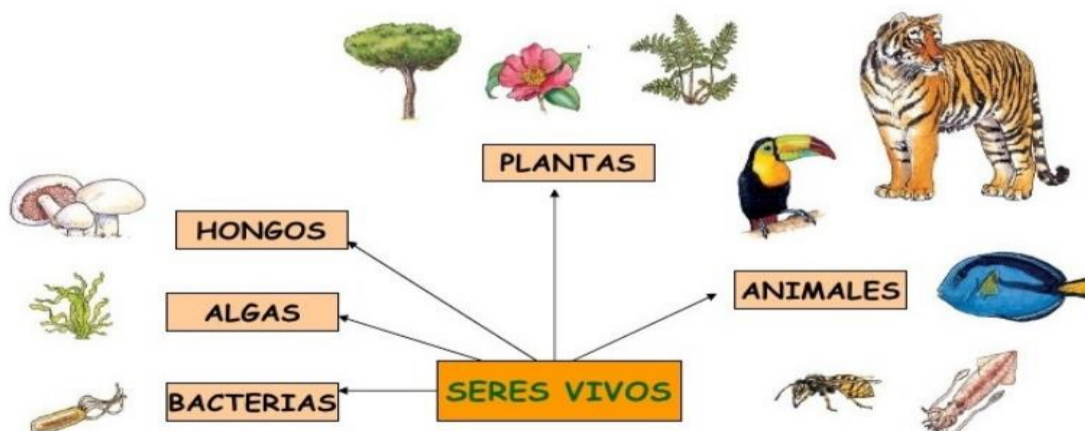 PLANTAS
HONGOS
ANIMALES
ALGAS
SERES VIVOS
BACTERIAS